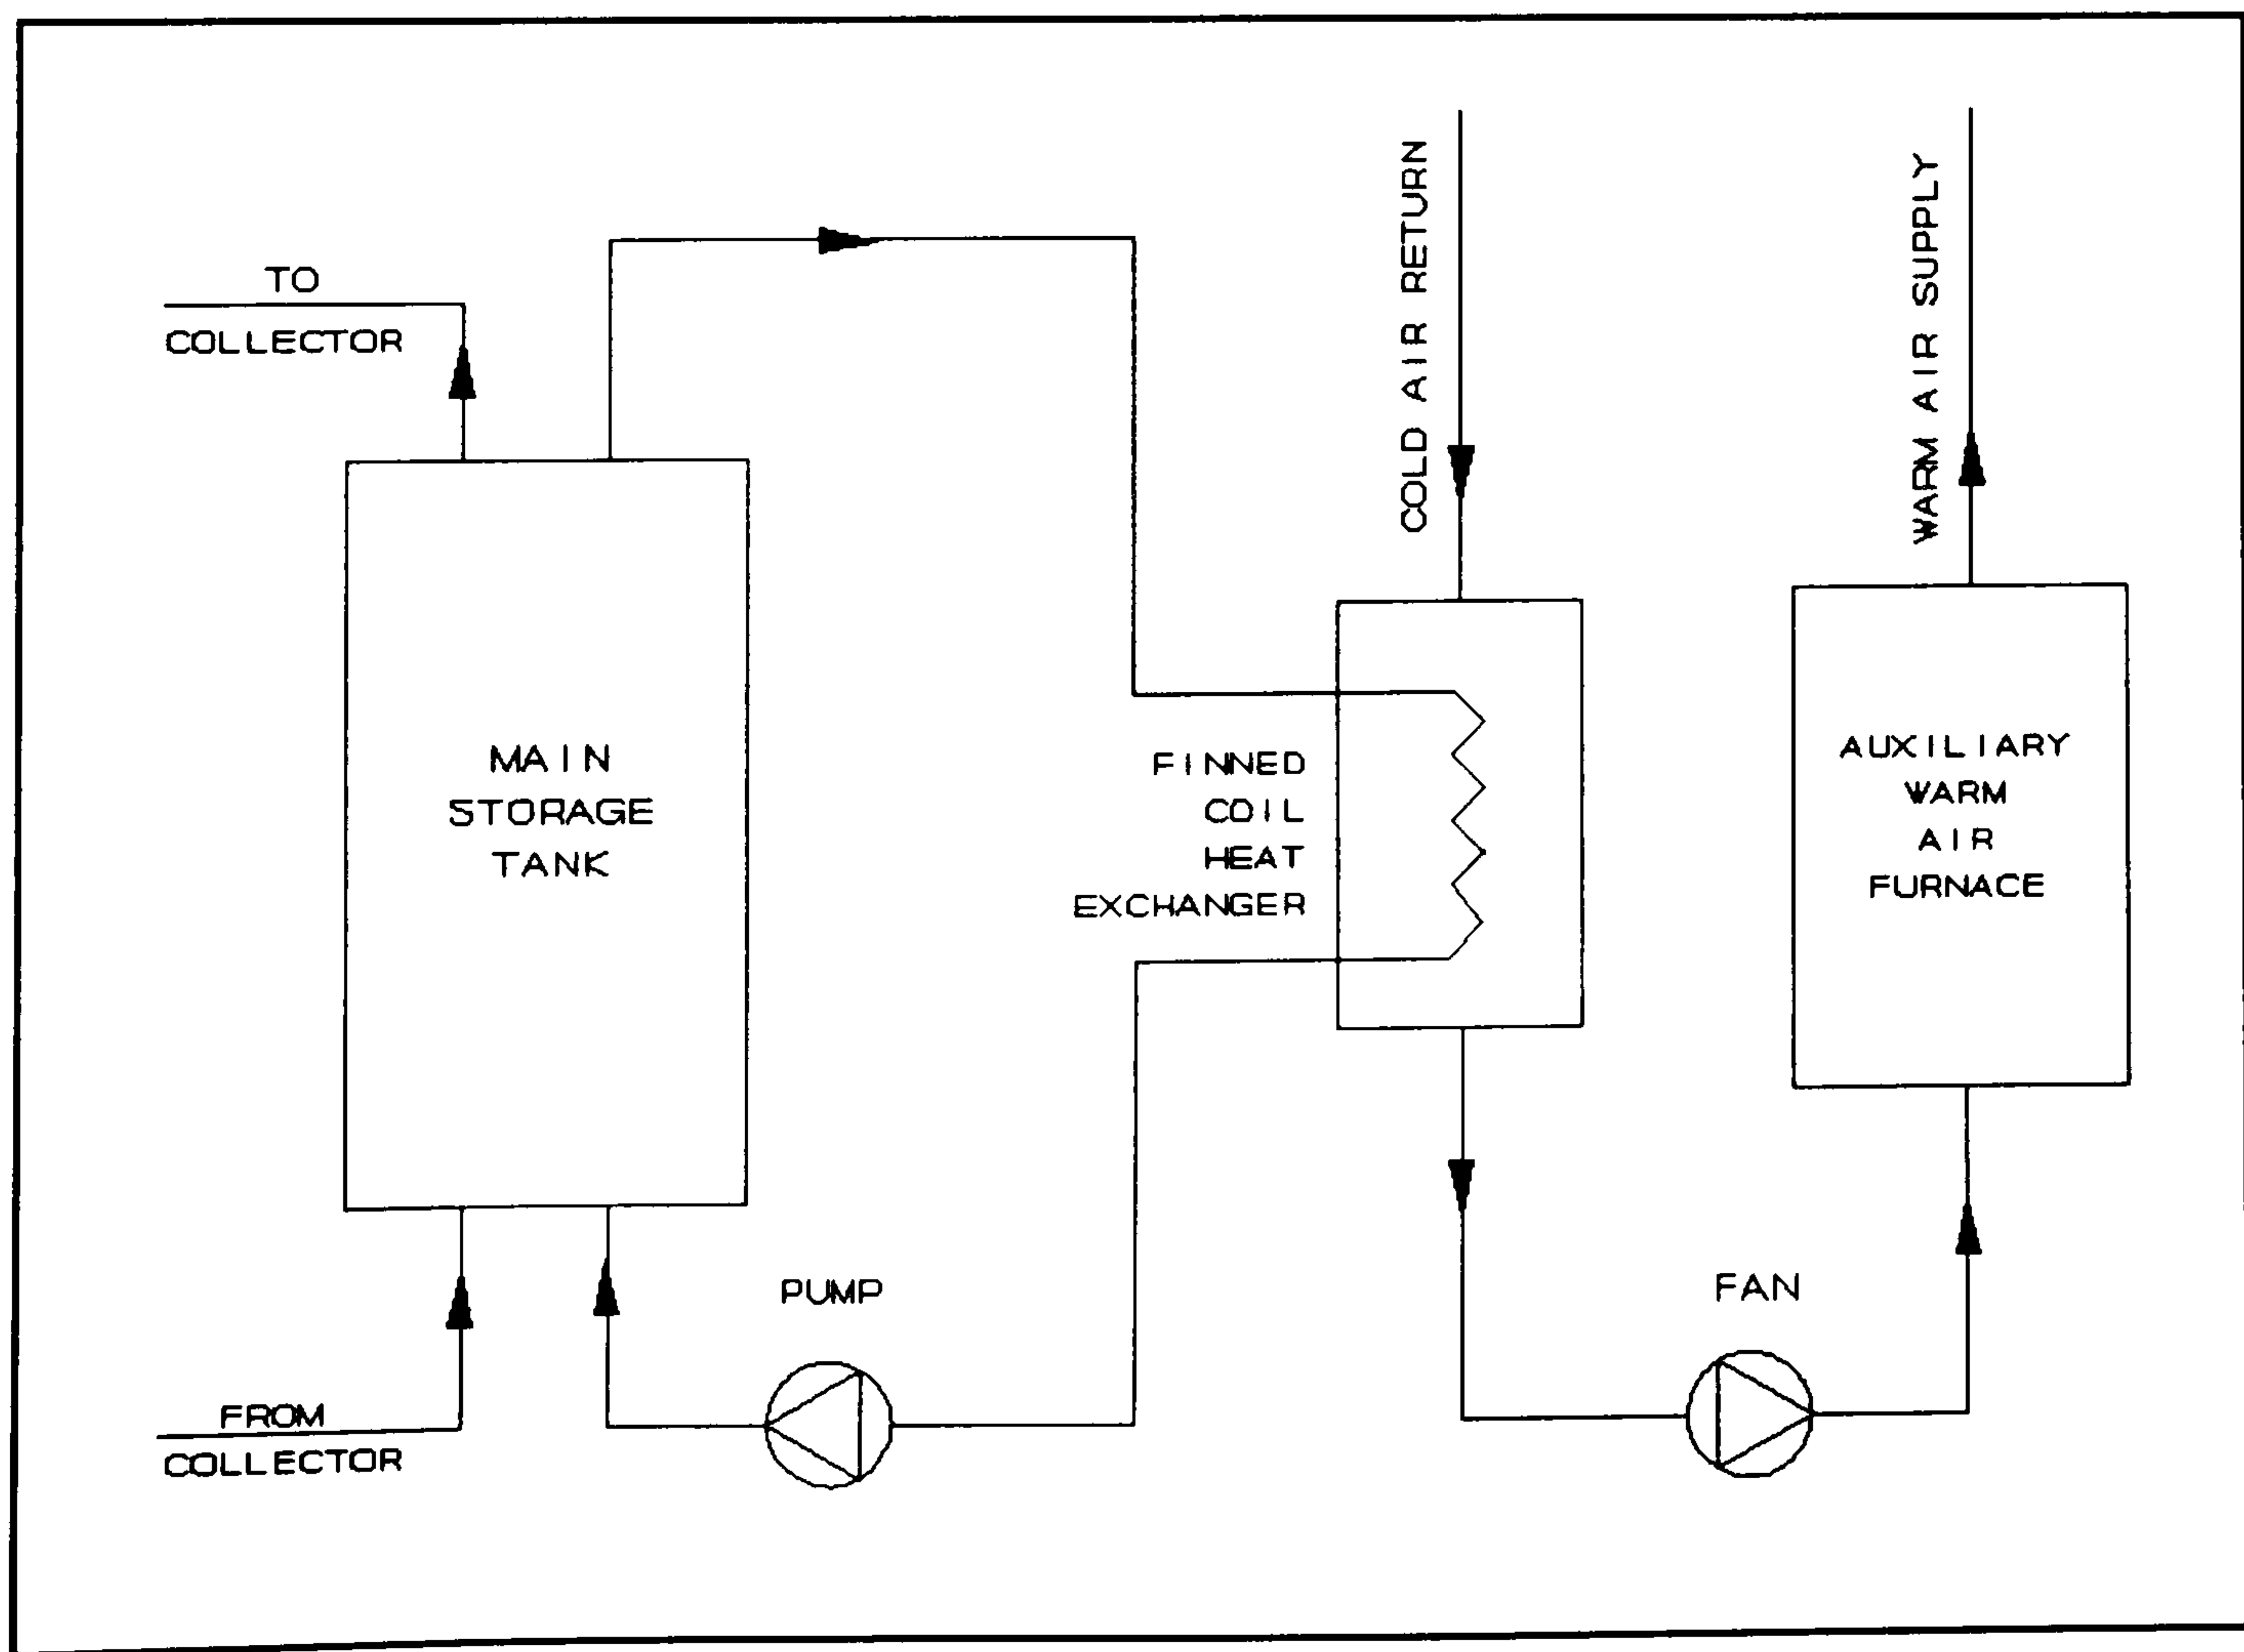 TO
COLLECTOR
COLD AIR RETURN
WARM AIR SUPPLY
MAIN
STORAGE
TANK
FINNED
COIL
HEAT
EXCHANGER
AUXILIARY
WARM
AIR
FURNACE
PUMP
FAN
FROM
COLLECTOR